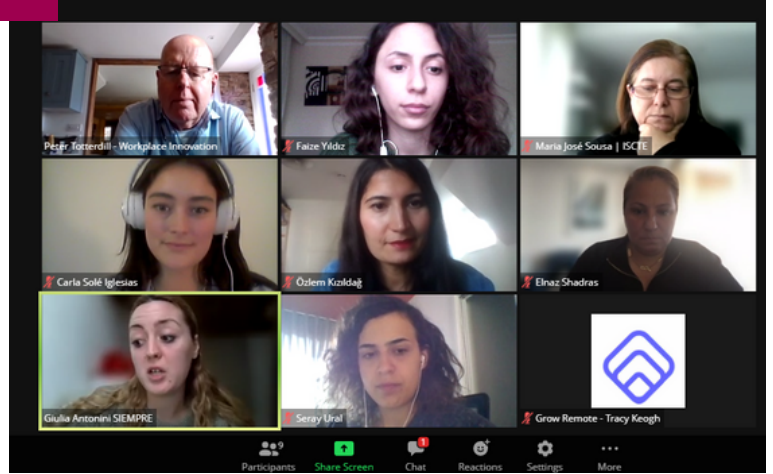 Peter Totterdill - Workplace Innovation
Faize Yıldız
Maria José Sousa | ISCTE
Carla Solé Iglesias
Özlem Kızıldağ
Elnaz Shadras
Giulia Antonini SIEMPRE
Seray Ural
Grow Remote - Tracy Keogh
9
1
Participants
Share Screen
Chat
Reactions
Settings
More